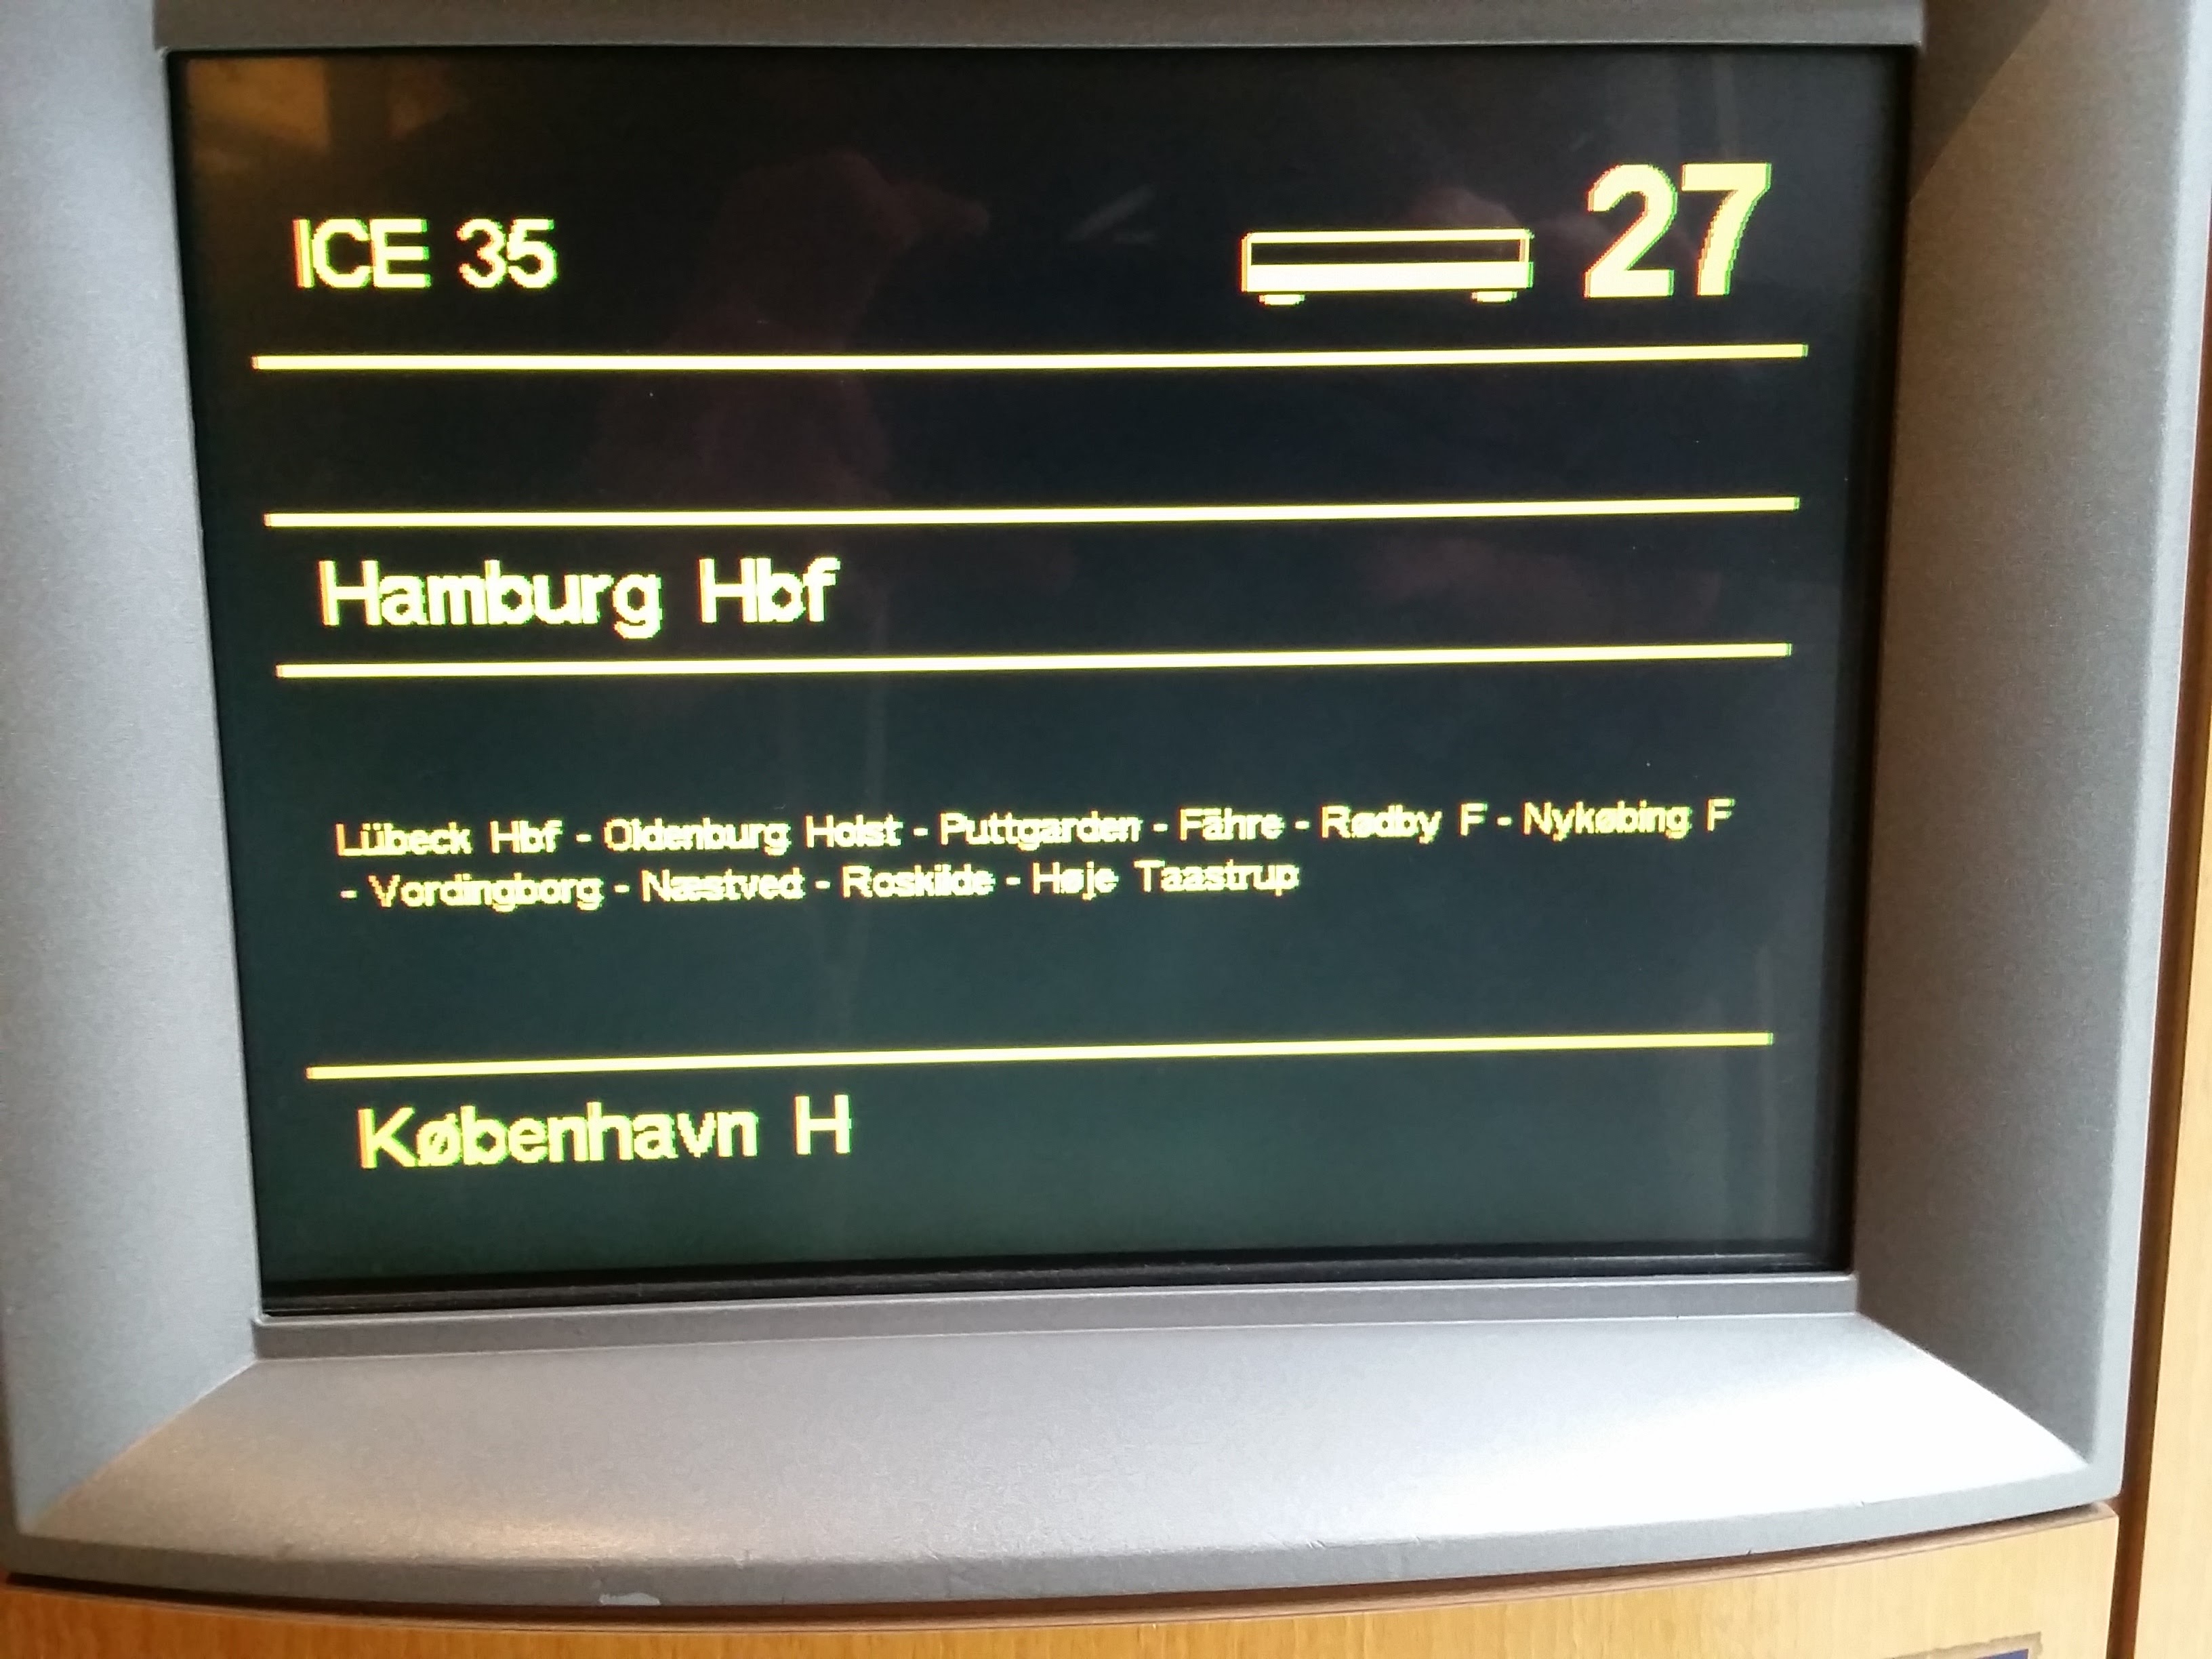 ICE 35 27
Hamburg Hbf
Lübeck Hbf - Oldenburg Holst - Puttgarden - Fähre - Rødby F - Nykøbing F
- Vordingborg - Næstved - Roskilde - Høje Taastrup
København H